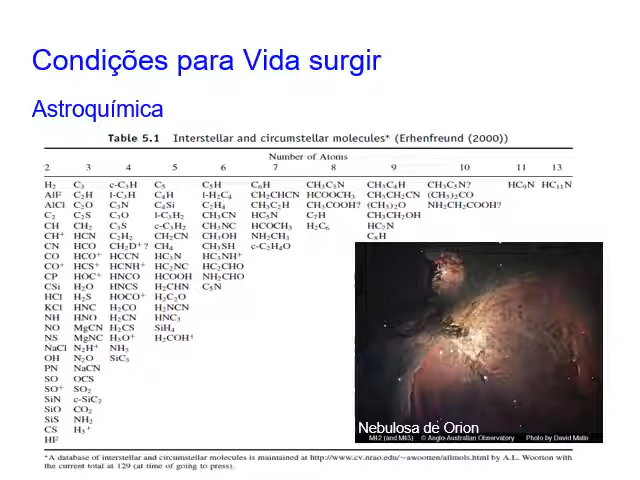 Condições para Vida surgir
Astroquímica
Table 5.1 Interstellar and circumstellar molecules* (Erhenfreund (2000))
Number of Atoms
2 3 4 5 6 7 8 9 10 11 13
H₂ C₃ c-C₃H C₅ C₅H C₆H CH₃C₃N CH₃C₄H CH₃C₅N? HC₉N HC₁₁N
AlF C₂H l-C₃H C₄H l-H₂C₄ CH₂CHCN HCOOCH₃ CH₃CH₂CN (CH₃)₂O
AlCl C₂O C₃N C₄Si C₂H₄ CH₃C₂H CH₃COOH? (CH₃)₂O NH₂CH₂COOH?
C₂ C₂S C₃O l-C₃H₂ CH₃CN HC₅N C₇H CH₃CH₂OH
CH CH₂ C₃S c-C₃H₂ CH₃NC HCOCH₃ H₂C₆ HC₇N
CH⁺ HCN C₂H₂ CH₂CN CH₃OH NH₂CH₃ C₈H
CN HCO CH₂D⁺? CH₄ CH₃SH c-C₂H₄O
CO HCO⁺ HCCN HC₃N HC₃NH⁺
CO⁺ HCS⁺ HCNH⁺ HC₂NC HC₂CHO
CP HOC⁺ HNCO HCOOH NH₂CHO
CSi H₂O HNCS H₂CHN C₅N
HCl H₂S HOCO⁺ H₂C₂O
KCl HNC H₂CO H₂NCN
NH HNO H₂CN HNC₃
NO MgCN H₂CS SiH₄
NS MgNC H₃O⁺ H₂COH⁺
NaCl N₂H⁺ NH₃
OH N₂O SiC₃
PN NaCN
SO OCS
SO⁺ SO₂
SiN c-SiC₂
SiO CO₂
SiS NH₂
CS H₃⁺
HF
Nebulosa de Orion
M42 (and M43) © Anglo-Australian Observatory Photo by David Malin
*A database of interstellar and circumstellar molecules is maintained at http://www.cv.nrao.edu/~awootten/allmols.html by A.L. Wootton with
the current total at 129 (at time of going to press).